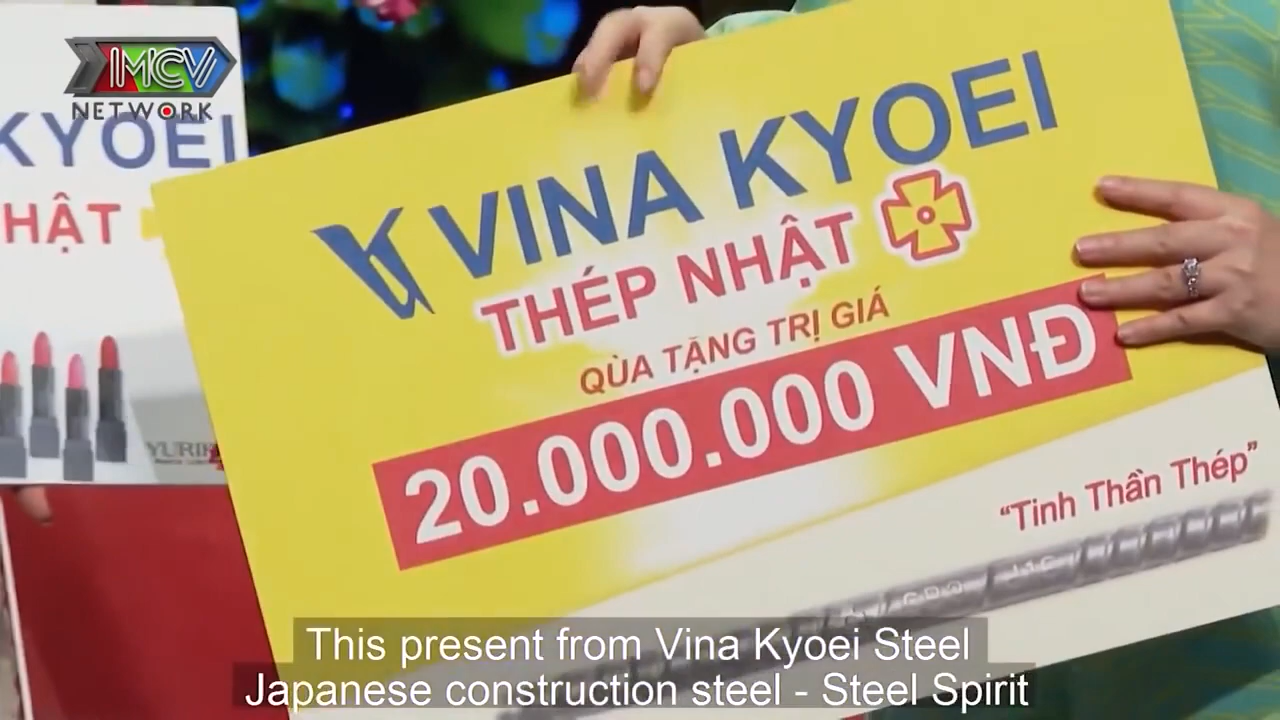 MCV
NETWORK
KYOEI
HẬT
VINA KYOEI
THÉP NHẬT
QÙA TẶNG TRỊ GIÁ
20.000.000 VNĐ
"Tinh Thần Thép"
This present from Vina Kyoei Steel
Japanese construction steel - Steel Spirit